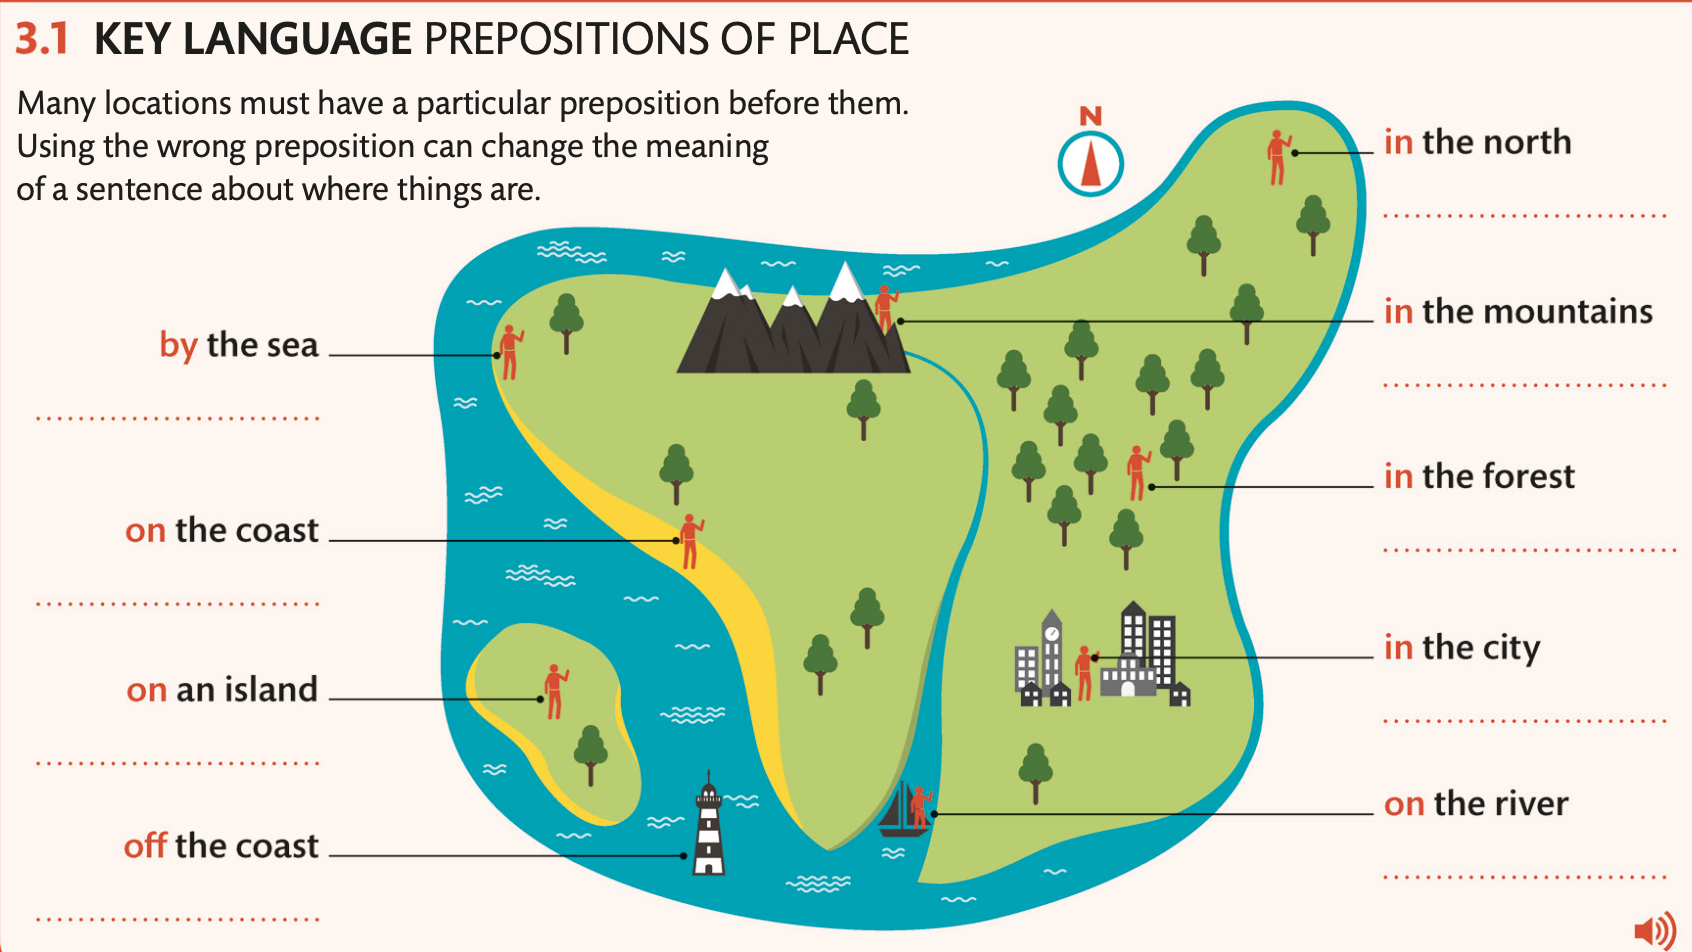 3.1 KEY LANGUAGE PREPOSITIONS OF PLACE
Many locations must have a particular preposition before them.
Using the wrong preposition can change the meaning
of a sentence about where things are.
N
by the sea
on the coast
on an island
off the coast
in the north
in the mountains
in the forest
in the city
on the river